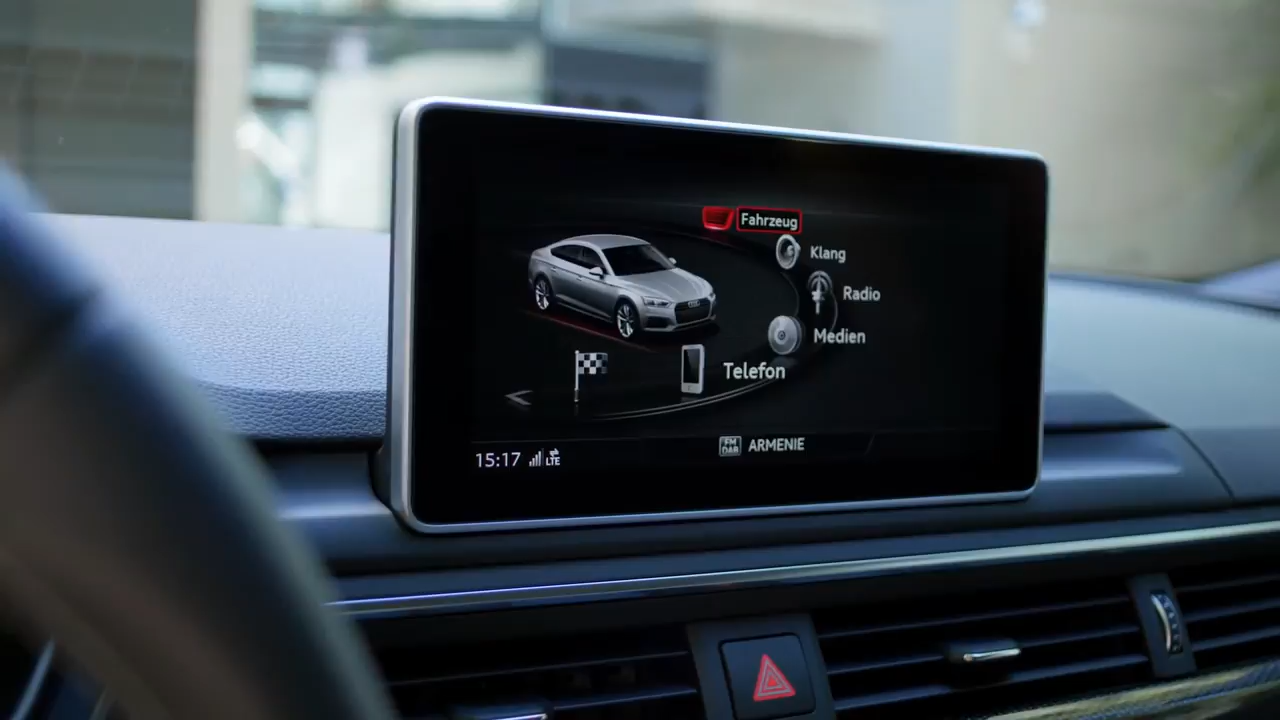 Fahrzeug
Klang
Radio
Medien
Telefon
FM
DAB
ARMENIE
15:17
LTE